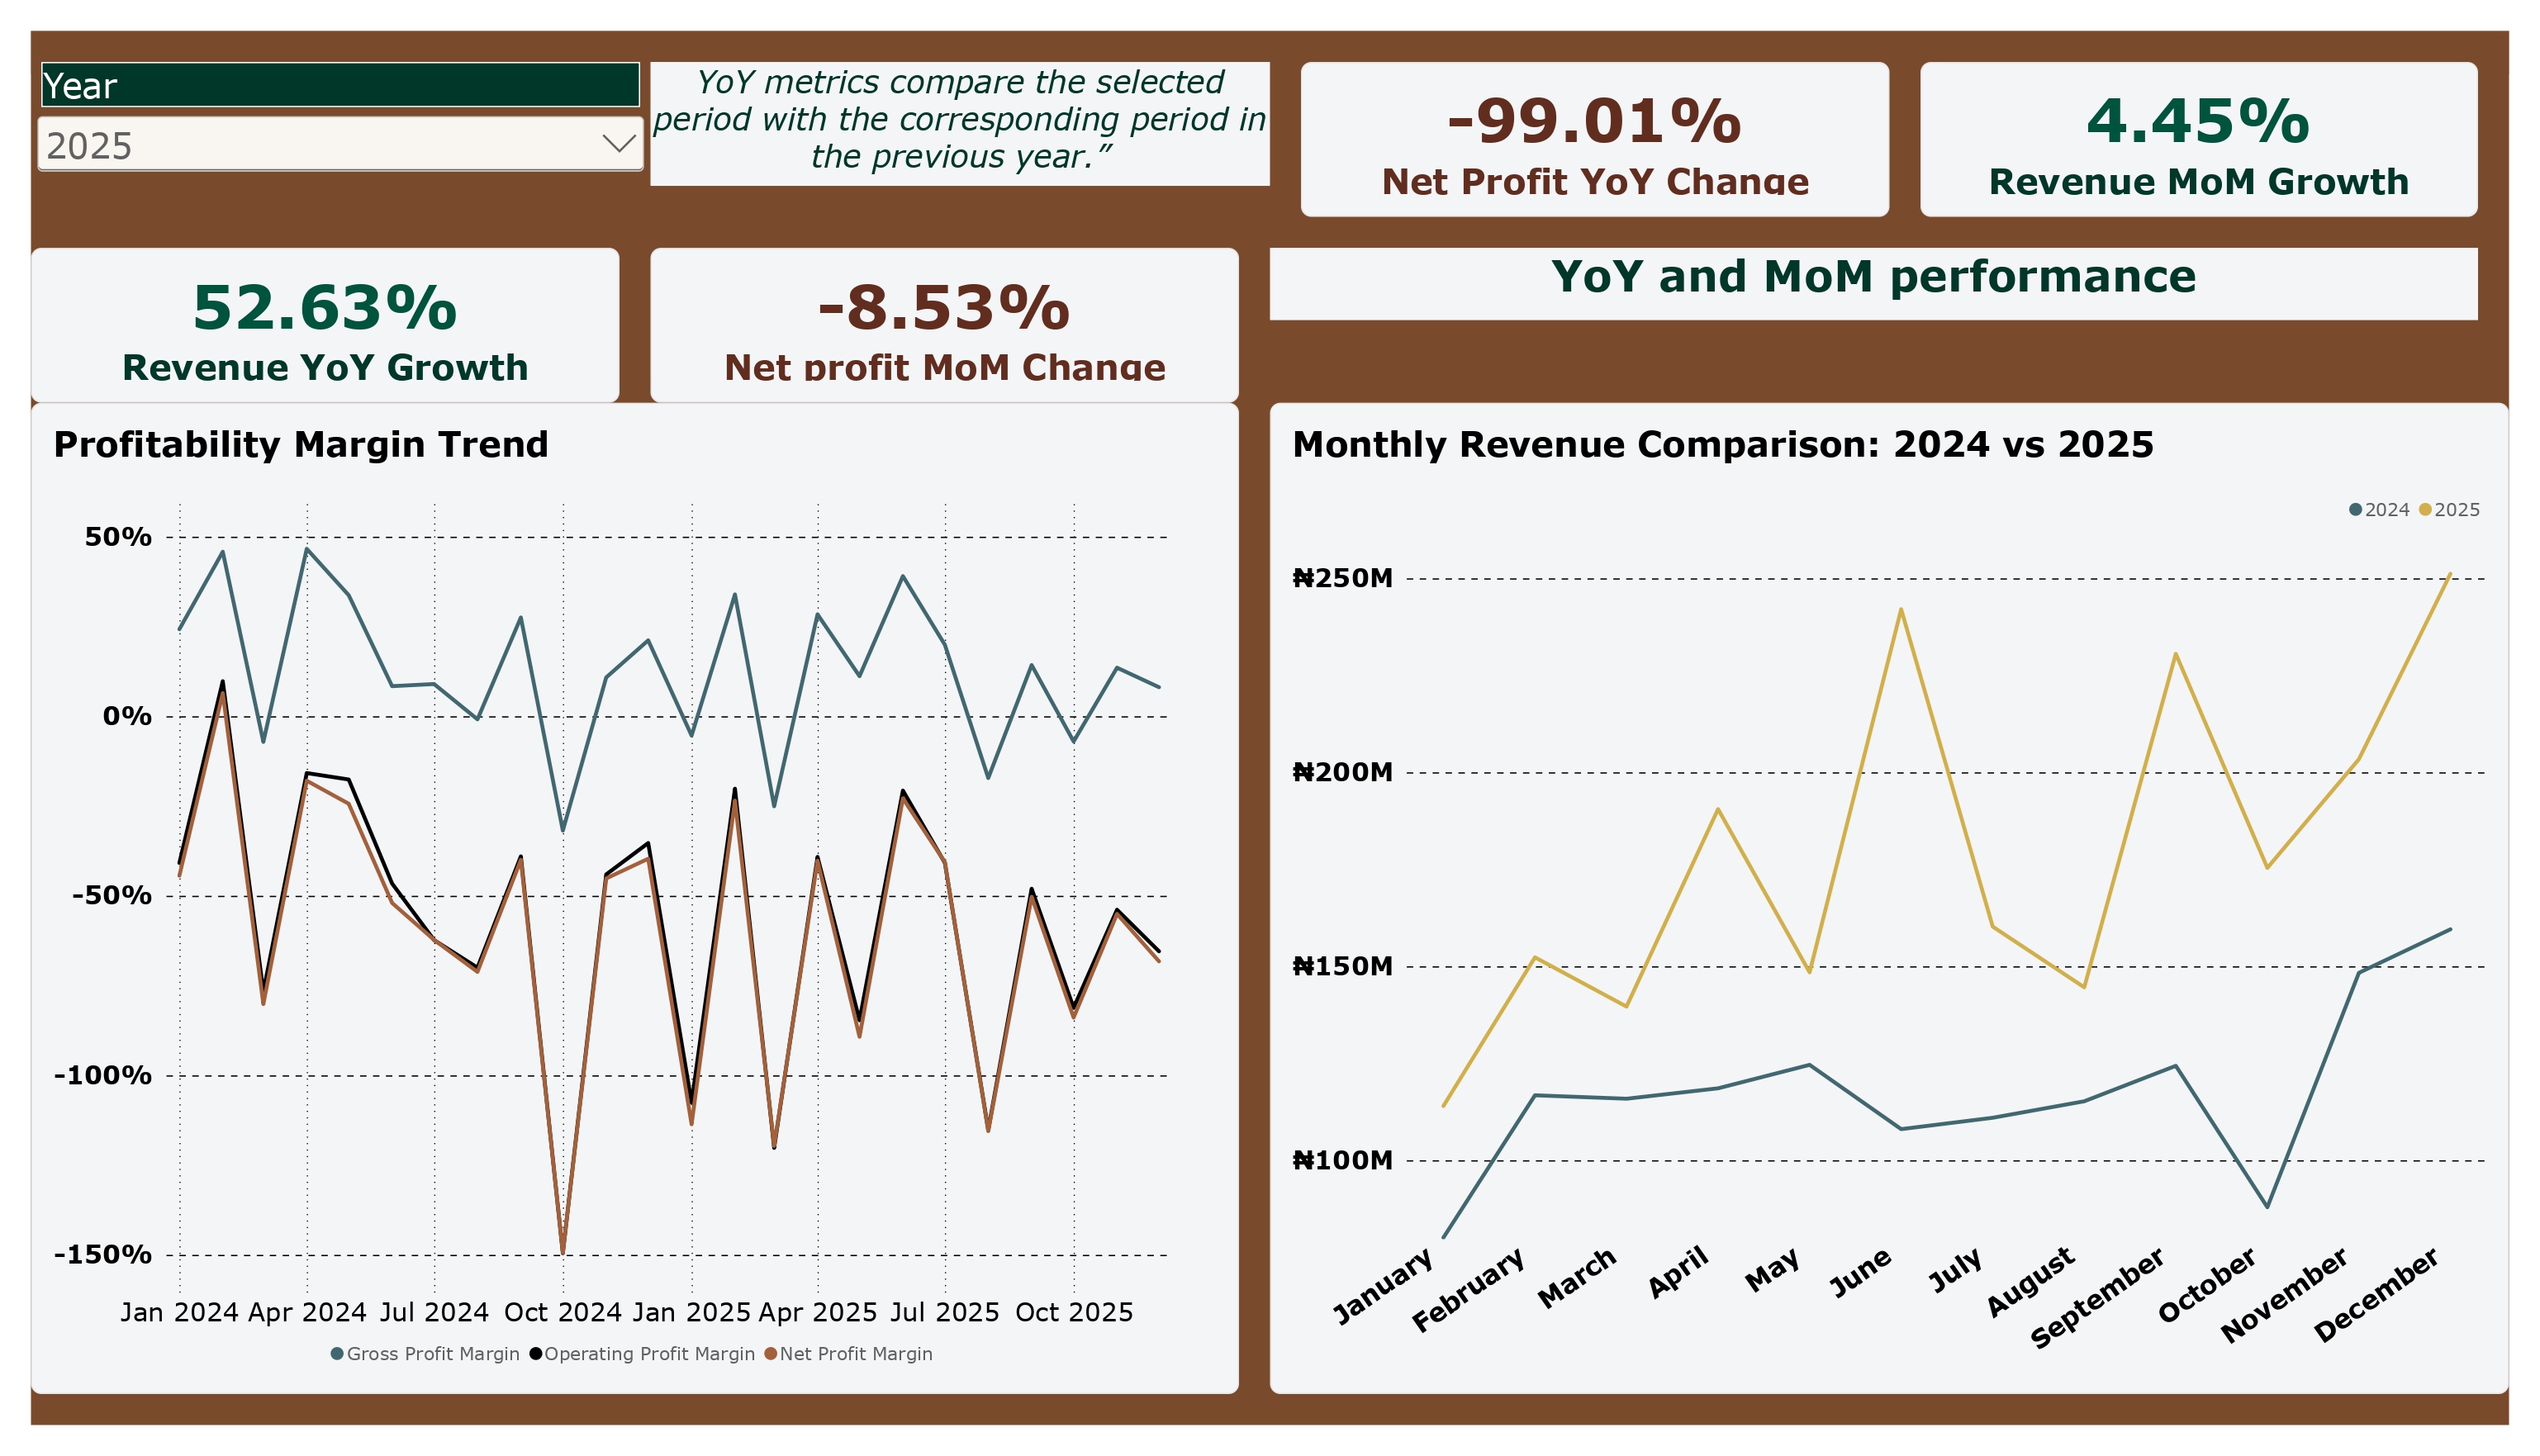 Year
2025
YoY metrics compare the selected
period with the corresponding period in
the previous year.”
-99.01%
Net Profit YoY Change
4.45%
Revenue MoM Growth
52.63%
Revenue YoY Growth
-8.53%
Net profit MoM Change
YoY and MoM performance
Profitability Margin Trend
50%
0%
-50%
-100%
-150%
Jan 2024 Apr 2024 Jul 2024 Oct 2024 Jan 2025 Apr 2025 Jul 2025 Oct 2025
Gross Profit Margin Operating Profit Margin Net Profit Margin
Monthly Revenue Comparison: 2024 vs 2025
2024 2025
₦250M
₦200M
₦150M
₦100M
January February March April May June July August September October November December